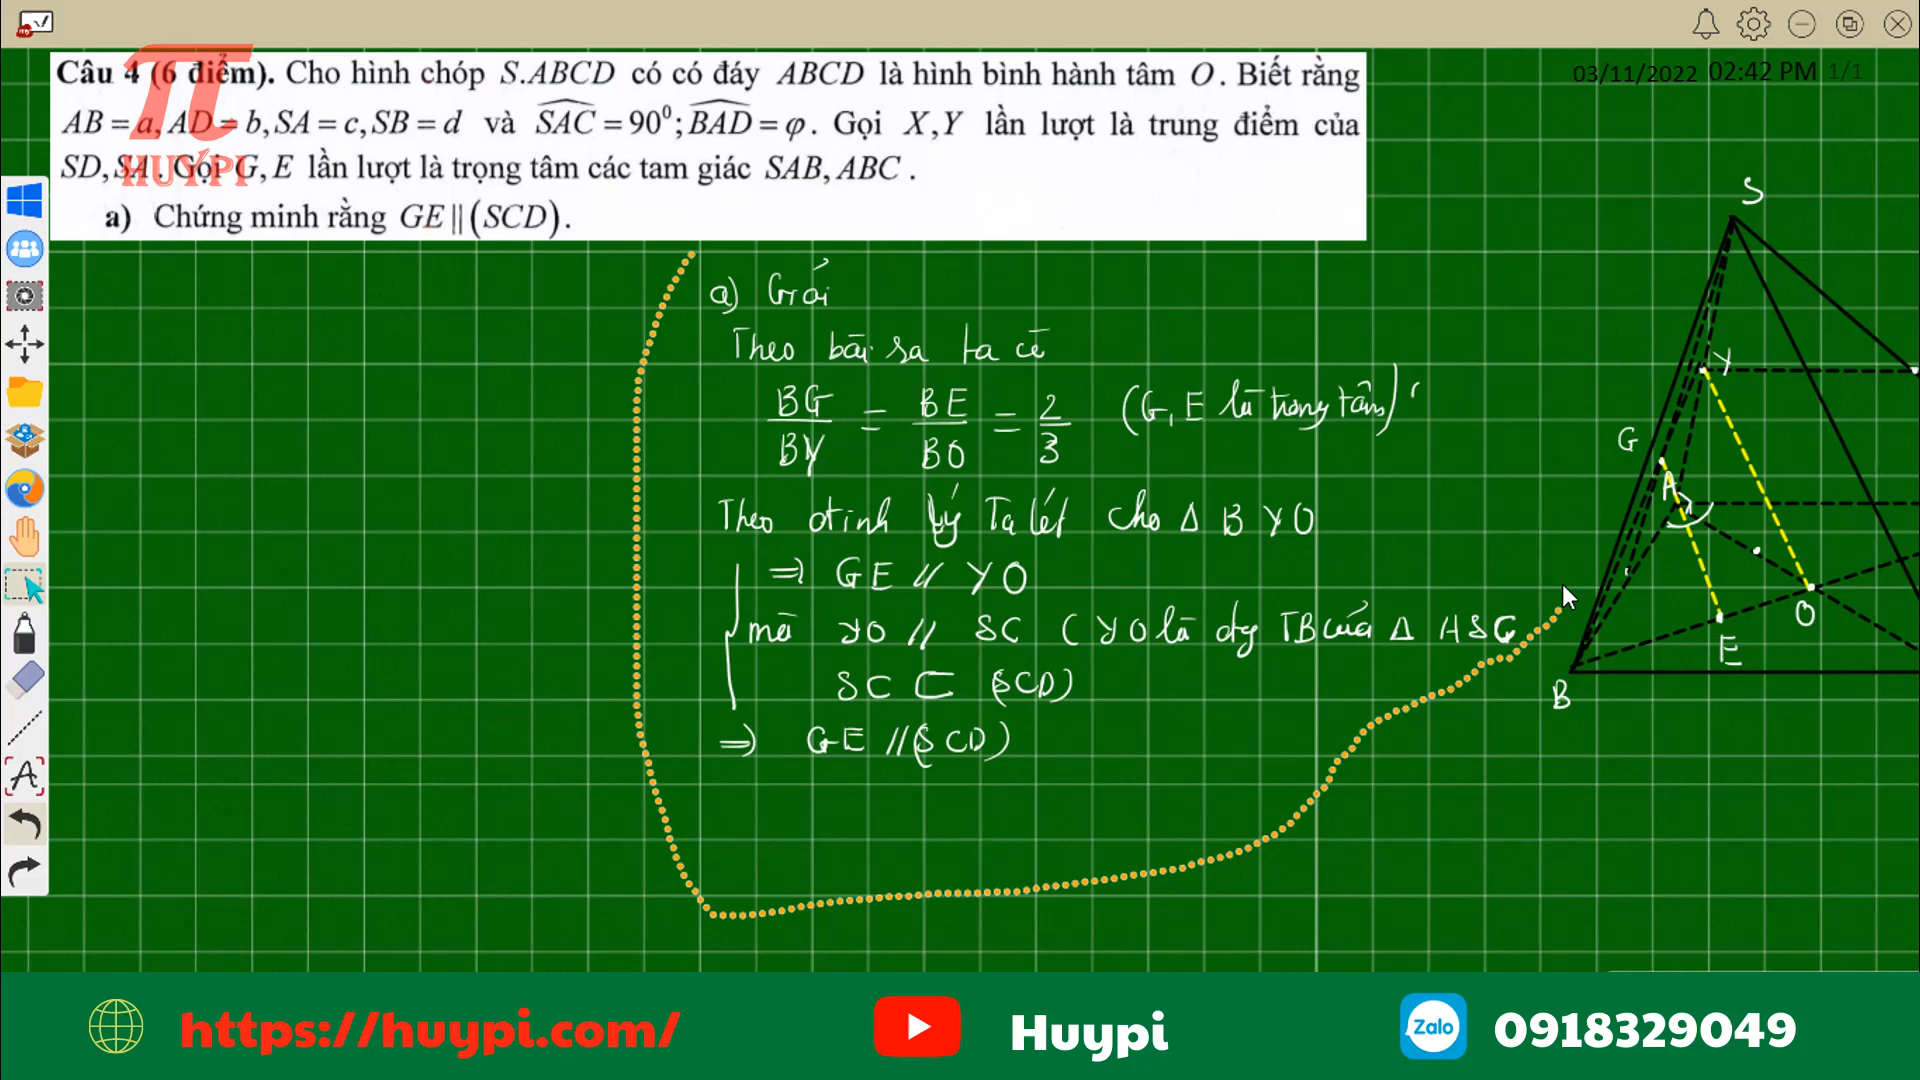 03/11/2022 02:42 PM 1/1
Câu 4 (6 điểm). Cho hình chóp S.ABCD có có đáy ABCD là hình bình hành tâm O. Biết rằng
AB = a, AD = b, SA = c, SB = d và SAC = 90⁰; BAD = φ. Gọi X, Y lần lượt là trung điểm của
SD, SA. Gọi G, E lần lượt là trọng tâm các tam giác SAB, ABC.
a) Chứng minh rằng GE || (SCD).
π
HUYPI
a) Giải
Theo bài ra ta có
BG/BY = BE/BO = 2/3 (G, E là trọng tâm)
Theo định lý Ta lét cho Δ BYO
⇒ GE // YO
mà YO // SC (YO là đg TB của Δ ASC
SC ⊂ (SCD)
⇒ GE // (SCD)
S
Y
G
A
O
E
B
https://huypi.com/
Huypi
Zalo
0918329049